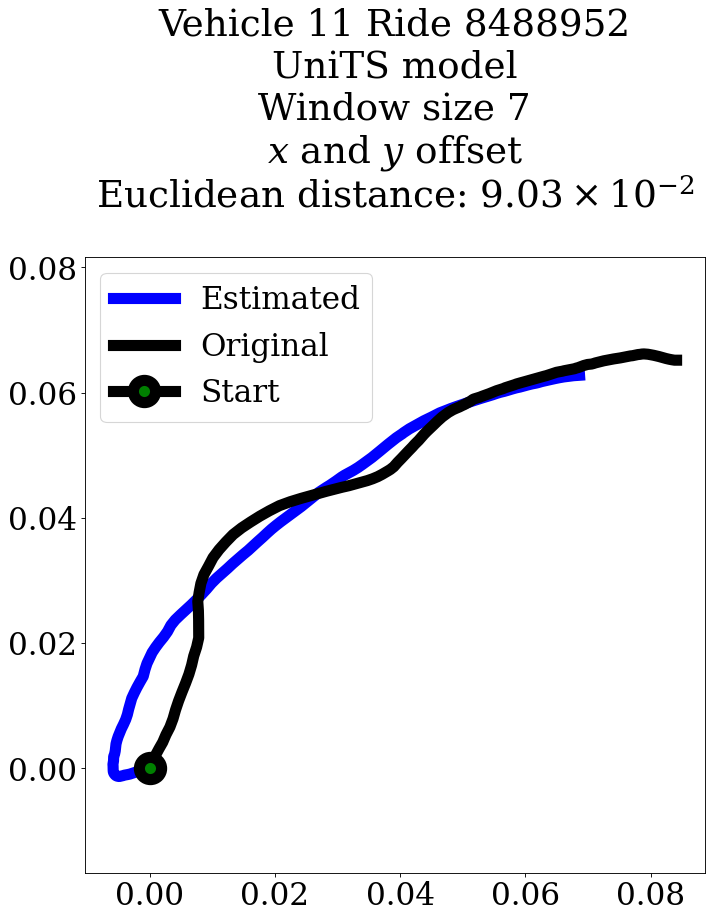 Vehicle 11 Ride 8488952
UniTS model
Window size 7
x and y offset
Euclidean distance: 9.03 × 10⁻²
0.08
Estimated
Original
Start
0.06
0.04
0.02
0.00
0.00 0.02 0.04 0.06 0.08